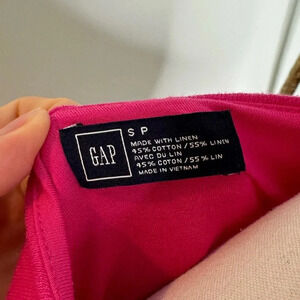 GAP
S P
MADE WITH LINEN
45% COTTON / 55% LINEN
AVEC DU LIN
45% COTON / 55% LIN
MADE IN VIETNAM